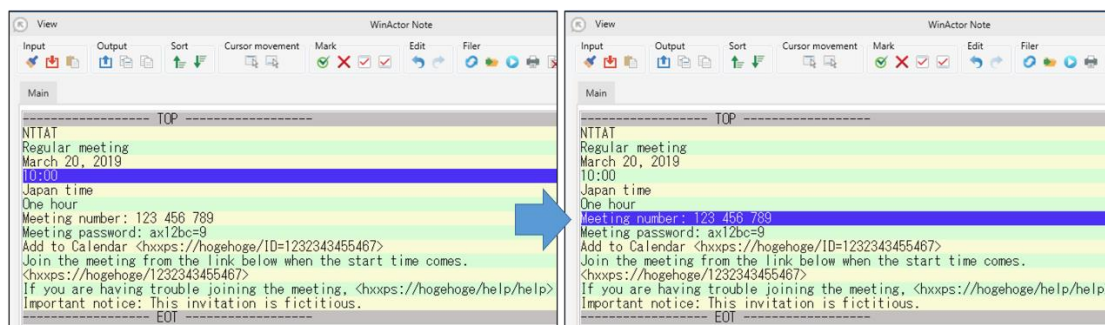 View WinActor Note
Input Output Sort Cursor movement Mark Edit Filer
Main
------------------ TOP ------------------
NTTAT
Regular meeting
March 20, 2019
10:00
Japan time
One hour
Meeting number: 123 456 789
Meeting password: ax12bc=9
Add to Calendar <hxxps://hogehoge/ID=1232343455467>
Join the meeting from the link below when the start time comes.
<hxxps://hogehoge/1232343455467>
If you are having trouble joining the meeting, <hxxps://hogehoge/help/help>
Important notice: This invitation is fictitious.
------------------ EOT ------------------
View WinActor Note
Input Output Sort Cursor movement Mark Edit Filer
Main
------------------ TOP ------------------
NTTAT
Regular meeting
March 20, 2019
10:00
Japan time
One hour
Meeting number: 123 456 789
Meeting password: ax12bc=9
Add to Calendar <hxxps://hogehoge/ID=1232343455467>
Join the meeting from the link below when the start time comes.
<hxxps://hogehoge/1232343455467>
If you are having trouble joining the meeting, <hxxps://hogehoge/help/help
Important notice: This invitation is fictitious.
------------------ EOT ------------------